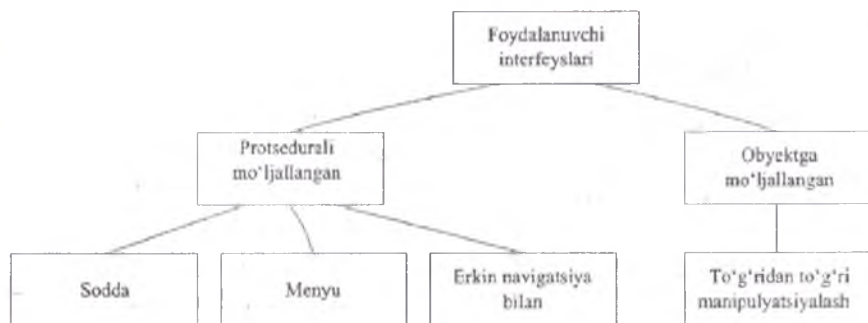 Foydalanuvchi
interfeyslari
Protsedurali
mo‘ljallangan
Obyektga
mo‘ljallangan
Sodda
Menyu
Erkin navigatsiya
bilan
To‘g‘ridan to‘g‘ri
manipulyatsiyalash